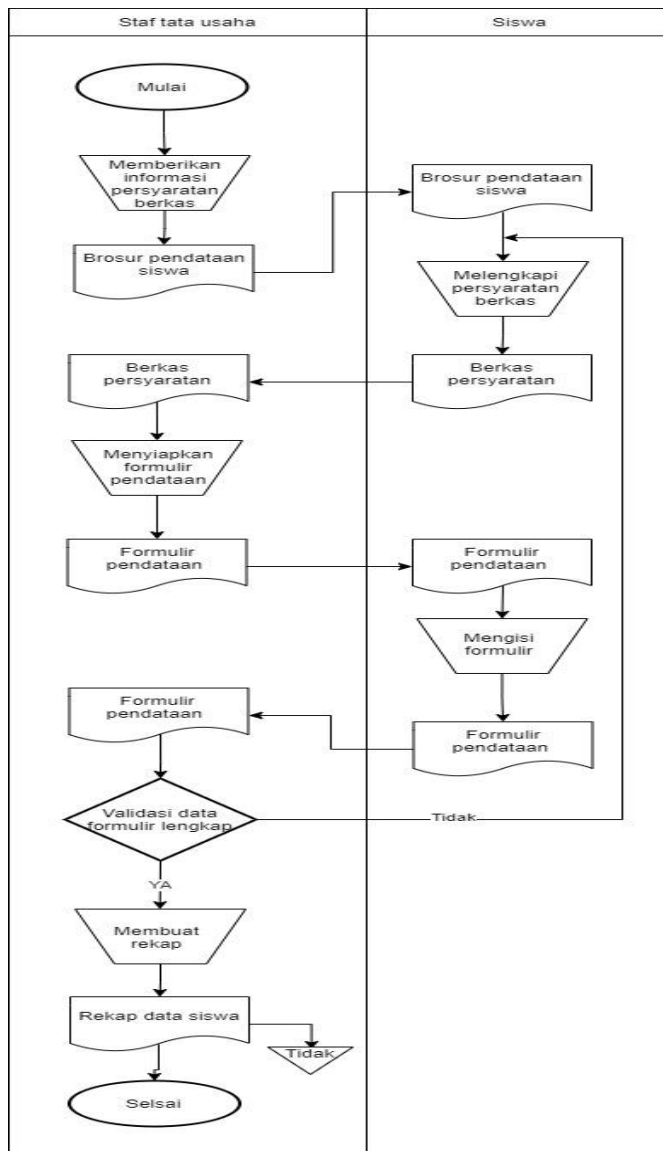 Staf tata usaha
Siswa
Mulai
Memberikan
informasi
persyaratan
berkas
Brosur pendataan
siswa
Brosur pendataan
siswa
Melengkapi
persyaratan
berkas
Berkas
persyaratan
Berkas
persyaratan
Menyiapkan
formulir
pendataan
Formulir
pendataan
Formulir
pendataan
Mengisi
formulir
Formulir
pendataan
Formulir
pendataan
Validasi data
formulir lengkap
Tidak
YA
Membuat
rekap
Rekap data siswa
Tidak
Selsai